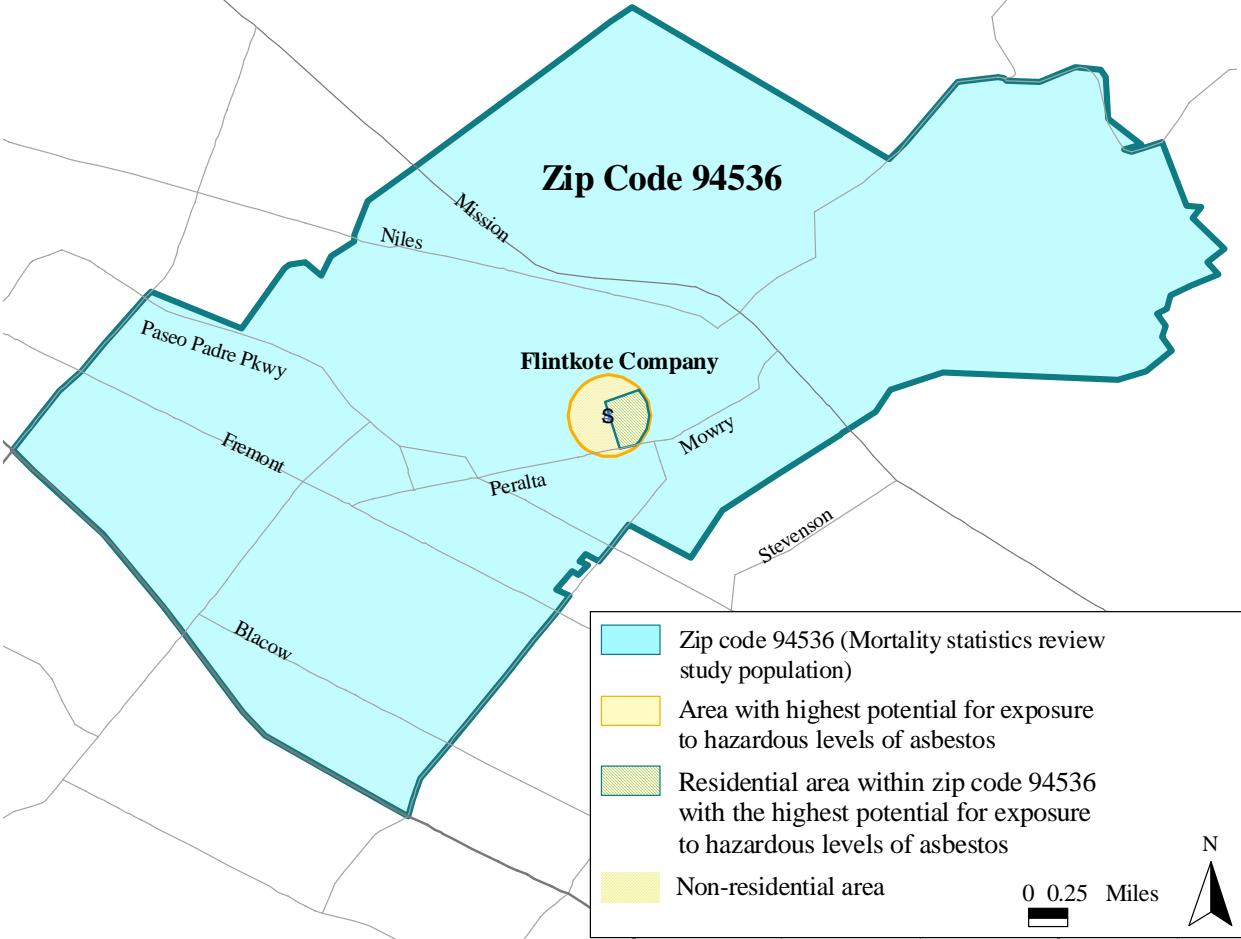 Zip Code 94536
Mission
Niles
Paseo Padre Pkwy
Flintkote Company
S
Mowry
Fremont
Peralta
Stevenson
Blacow
Zip code 94536 (Mortality statistics review
study population)
Area with highest potential for exposure
to hazardous levels of asbestos
Residential area within zip code 94536
with the highest potential for exposure
to hazardous levels of asbestos
Non-residential area
0 0.25 Miles
N